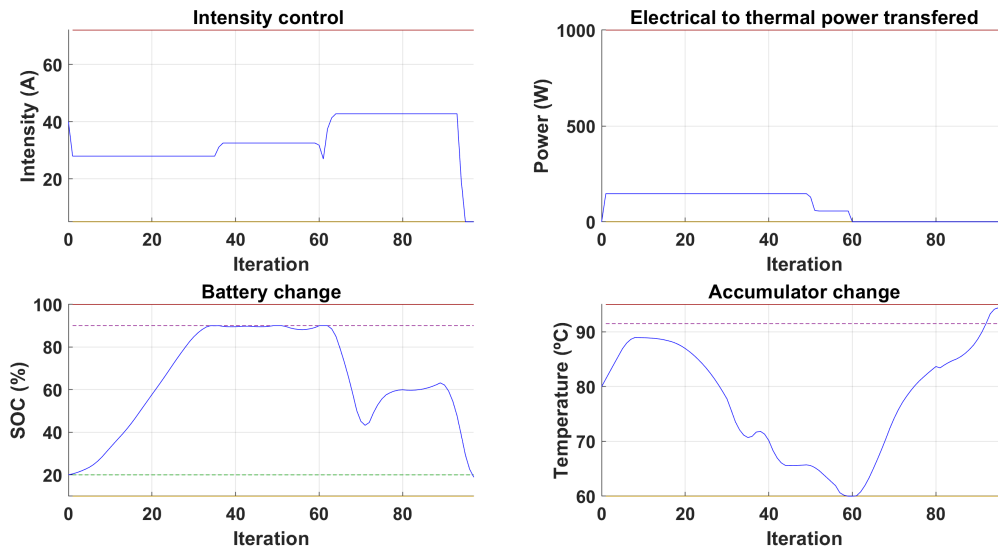 Intensity control
Intensity (A)
60
40
20
0 20 40 60 80
Iteration
Electrical to thermal power transfered
Power (W)
1000
500
0
0 20 40 60 80
Iteration
Battery change
SOC (%)
100
80
60
40
20
0 20 40 60 80
Iteration
Accumulator change
Temperature (ºC)
90
80
70
60
0 20 40 60 80
Iteration